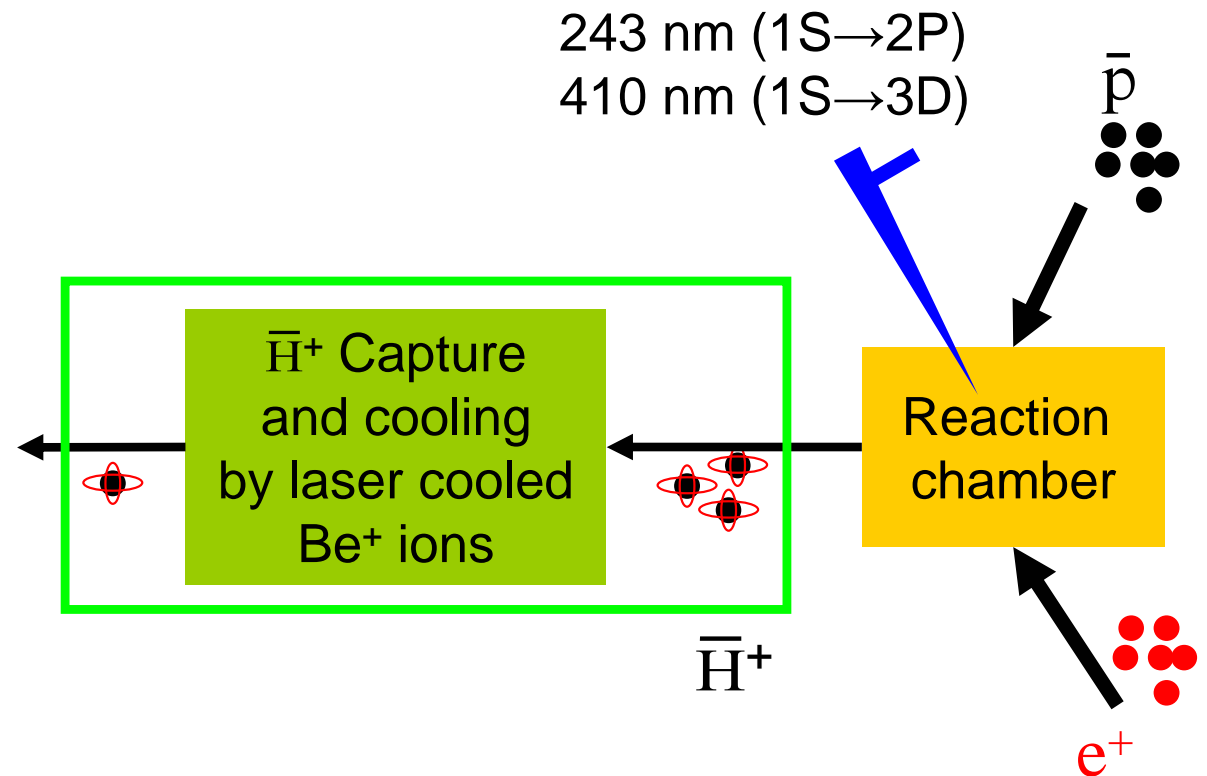 243 nm (1S→2P)
410 nm (1S→3D)
p̄
H̅⁺ Capture
and cooling
by laser cooled
Be⁺ ions
Reaction
chamber
H̅⁺
e⁺